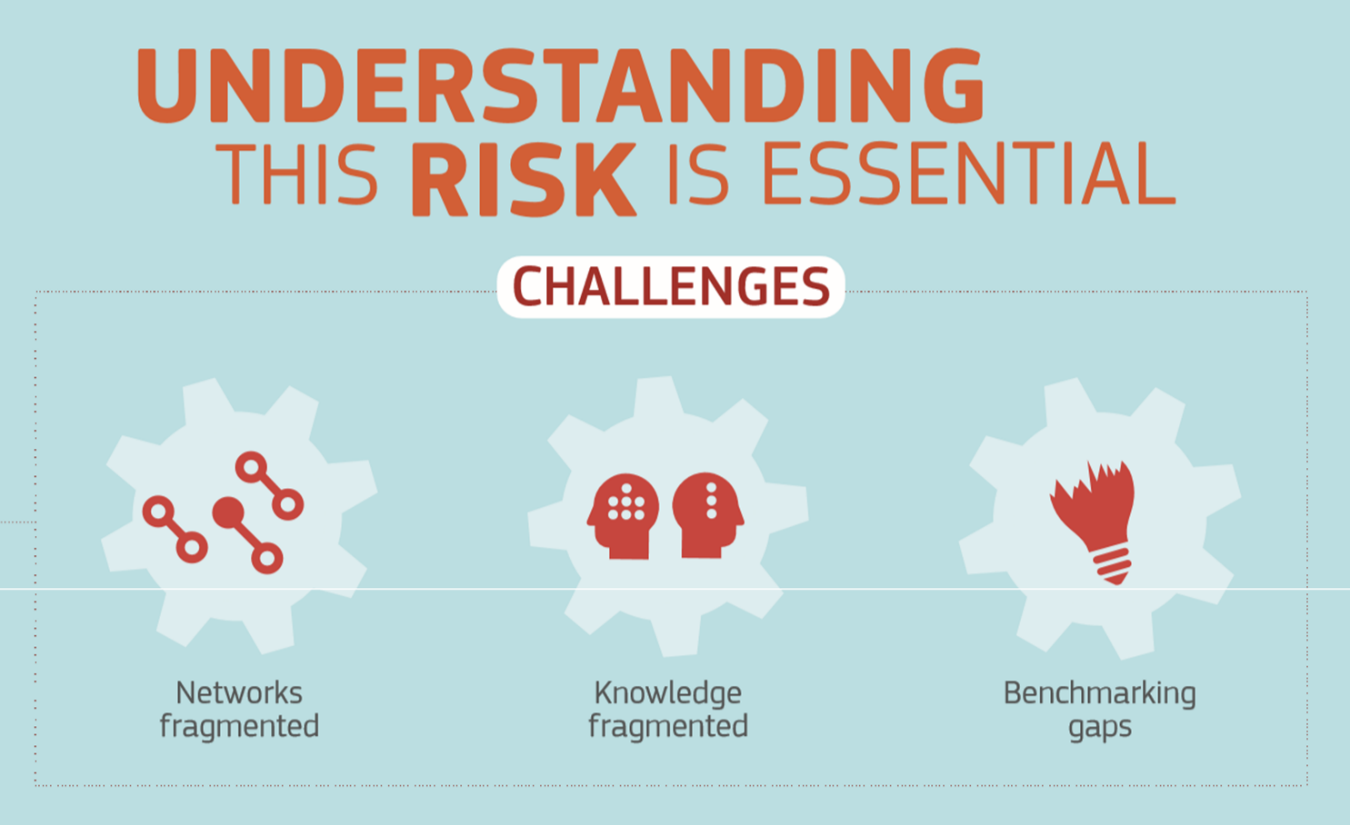 UNDERSTANDING
THIS RISK IS ESSENTIAL
CHALLENGES
Networks
fragmented
Knowledge
fragmented
Benchmarking
gaps